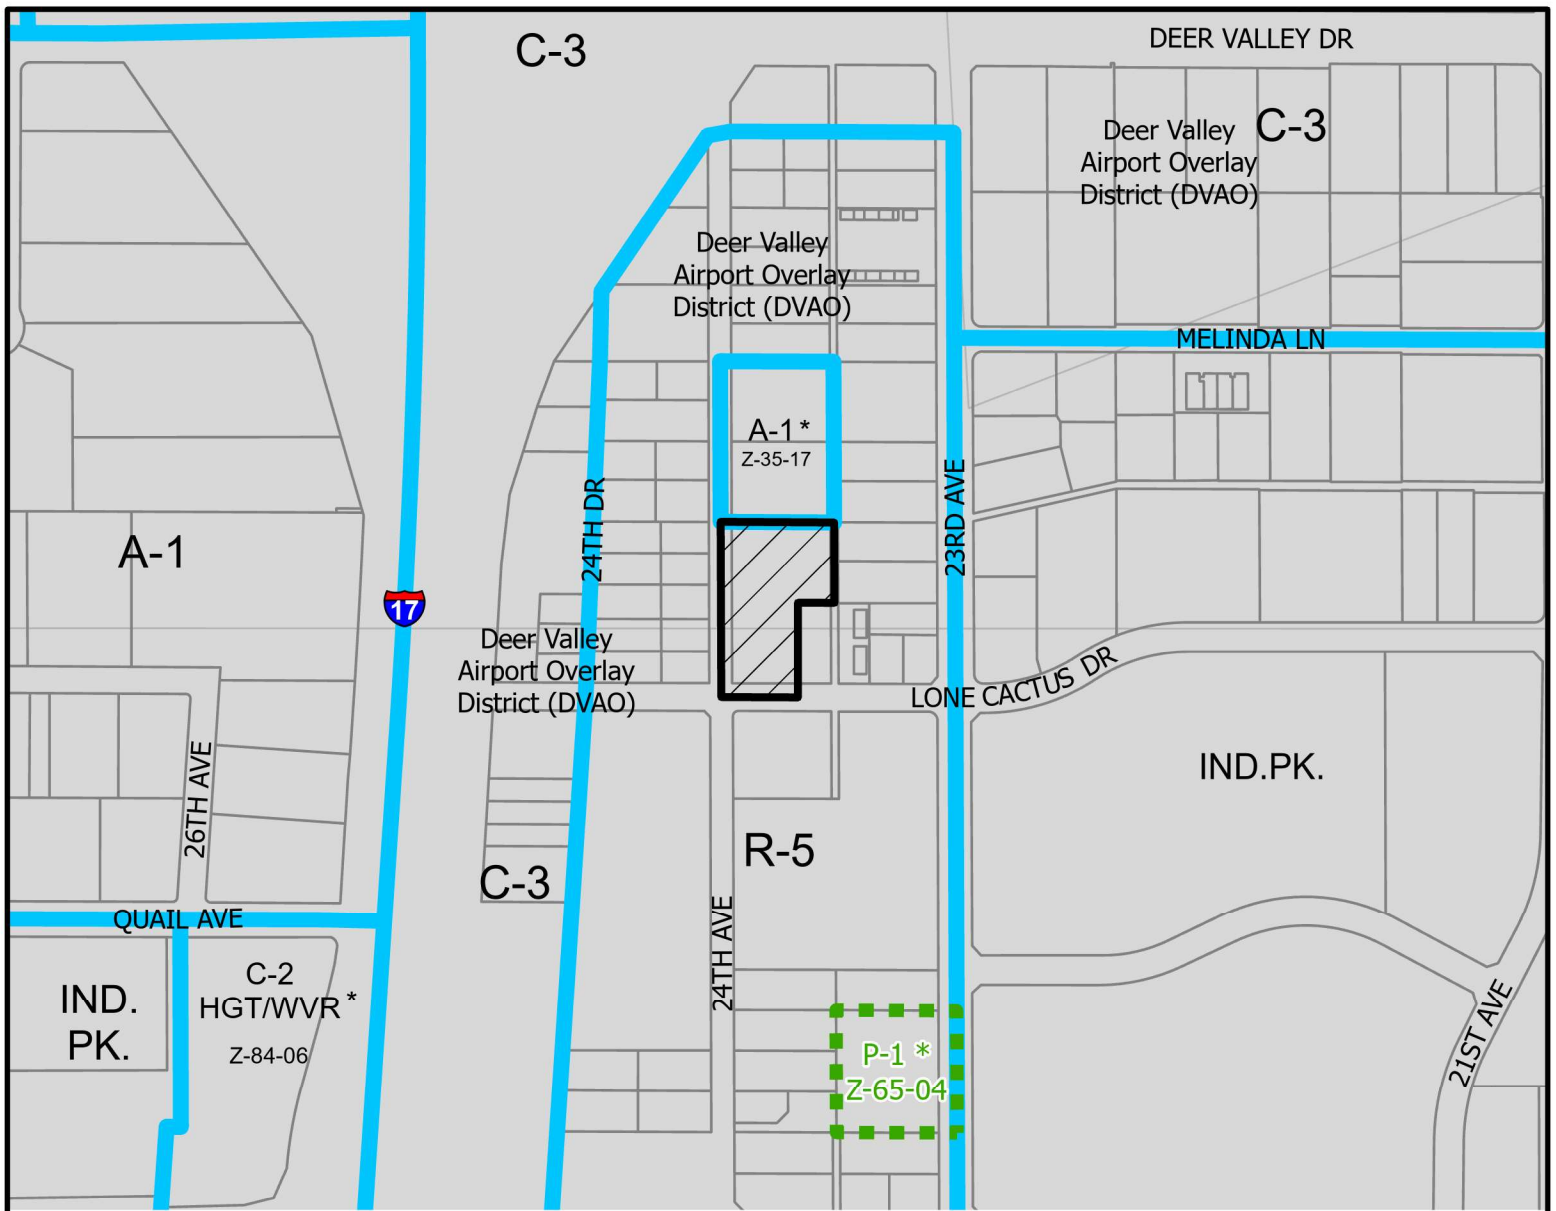 C-3
DEER VALLEY DR
Deer Valley
Airport Overlay
District (DVAO)
C-3
Deer Valley
Airport Overlay
District (DVAO)
MELINDA LN
A-1*
Z-35-17
24TH DR
23RD AVE
A-1
17
Deer Valley
Airport Overlay
District (DVAO)
LONE CACTUS DR
26TH AVE
IND.PK.
R-5
C-3
QUAIL AVE
24TH AVE
C-2
HGT/WVR*
Z-84-06
IND.
PK.
P-1 *
Z-65-04
21ST AVE